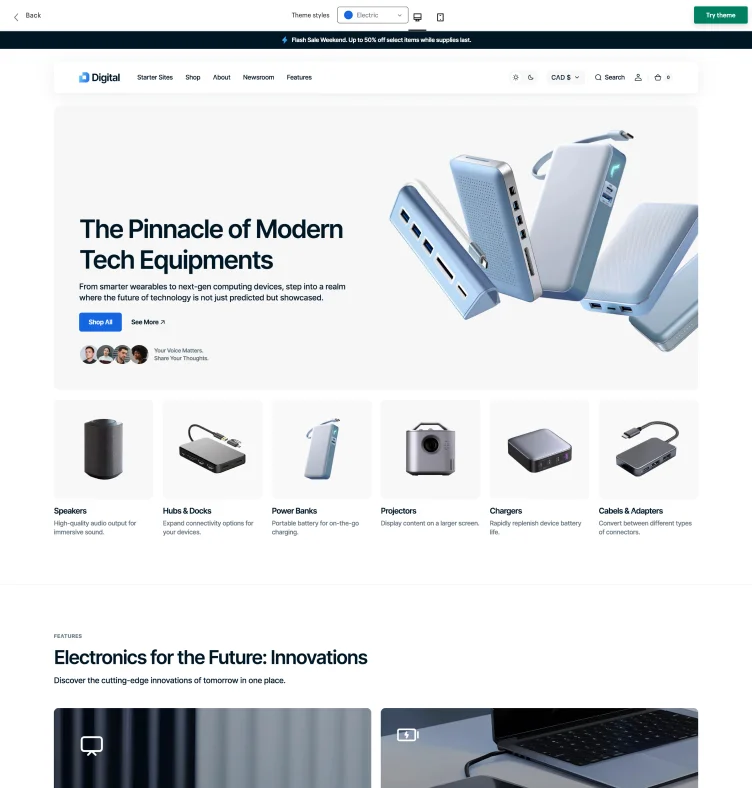 Back
Theme styles
Electric
Try theme
Flash Sale Weekend. Up to 50% off select items while supplies last.
Digital
Starter Sites
Shop
About
Newsroom
Features
CAD $
Search
0
The Pinnacle of Modern
Tech Equipments
From smarter wearables to next-gen computing devices, step into a realm
where the future of technology is not just predicted but showcased.
Shop All
See More
Your Voice Matters.
Share Your Thoughts.
Speakers
High-quality audio output for
immersive sound.
Hubs & Docks
Expand connectivity options for
your devices.
Power Banks
Portable battery for on-the-go
charging.
Projectors
Display content on a larger screen.
Chargers
Rapidly replenish device battery
life.
Cabels & Adapters
Convert between different types
of connectors.
FEATURES
Electronics for the Future: Innovations
Discover the cutting-edge innovations of tomorrow in one place.